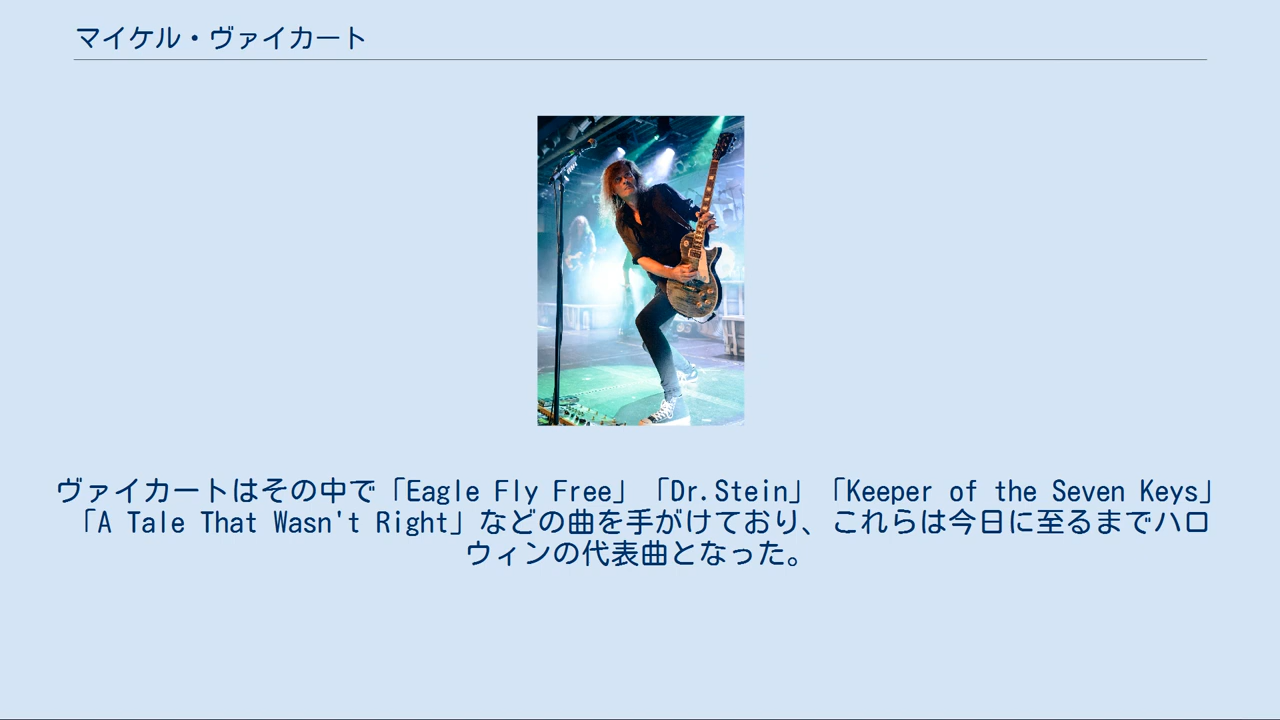 マイケル・ヴァイカート
ヴァイカートはその中で「Eagle Fly Free」「Dr.Stein」「Keeper of the Seven Keys」
「A Tale That Wasn't Right」などの曲を手がけており、これらは今日に至るまでハロ
ウィンの代表曲となった。